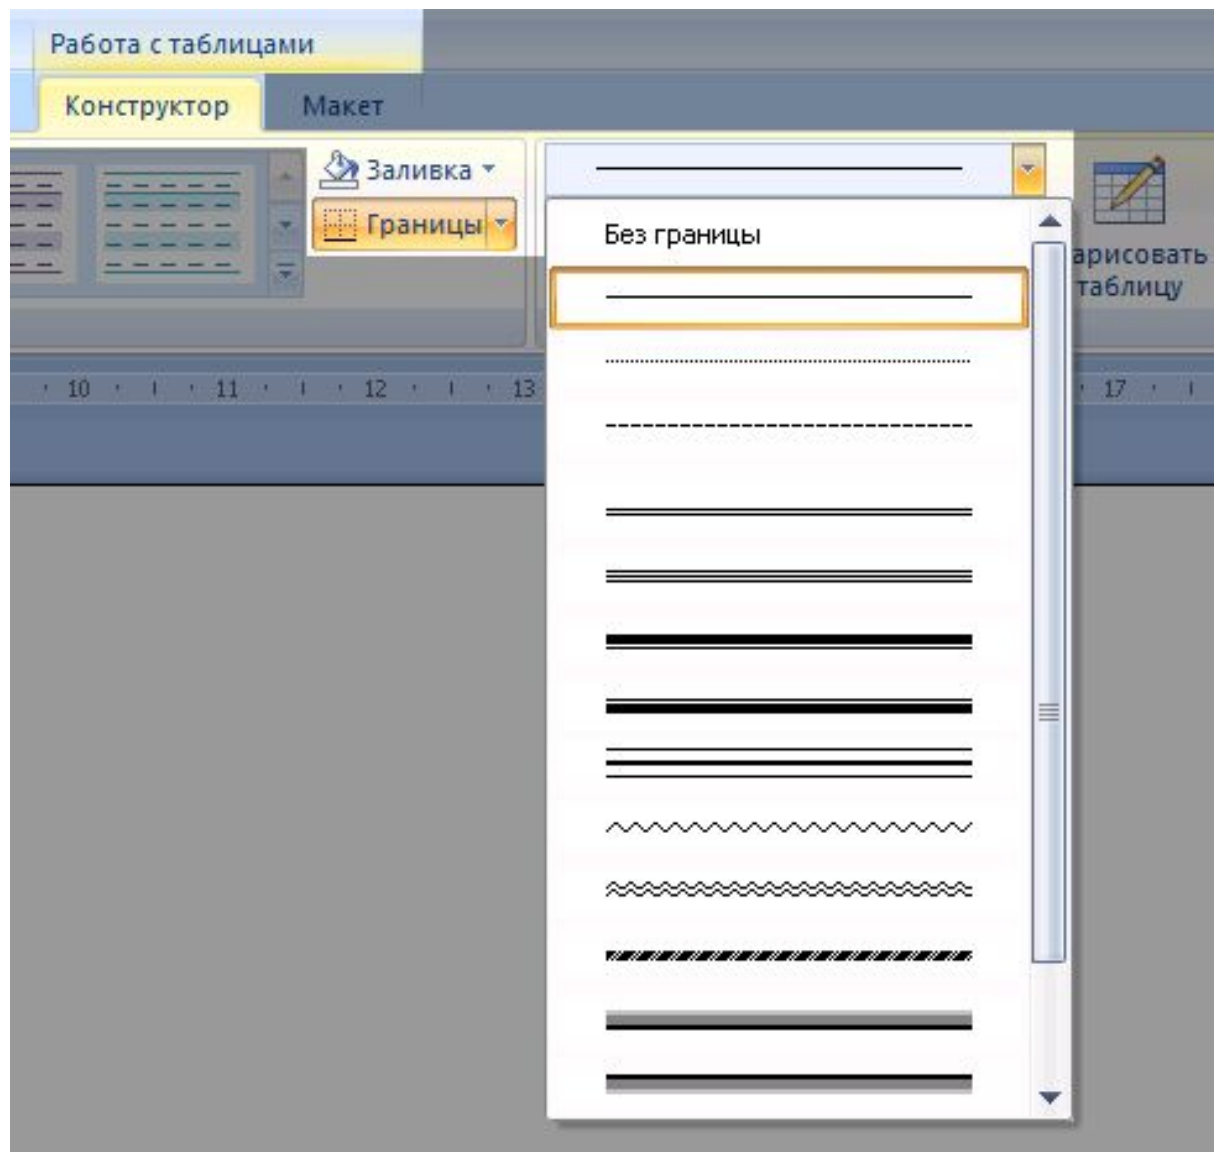 Работа с таблицами
Конструктор Макет
Заливка
Границы
арисовать
таблицу
Без границы
10 11 12 13 17